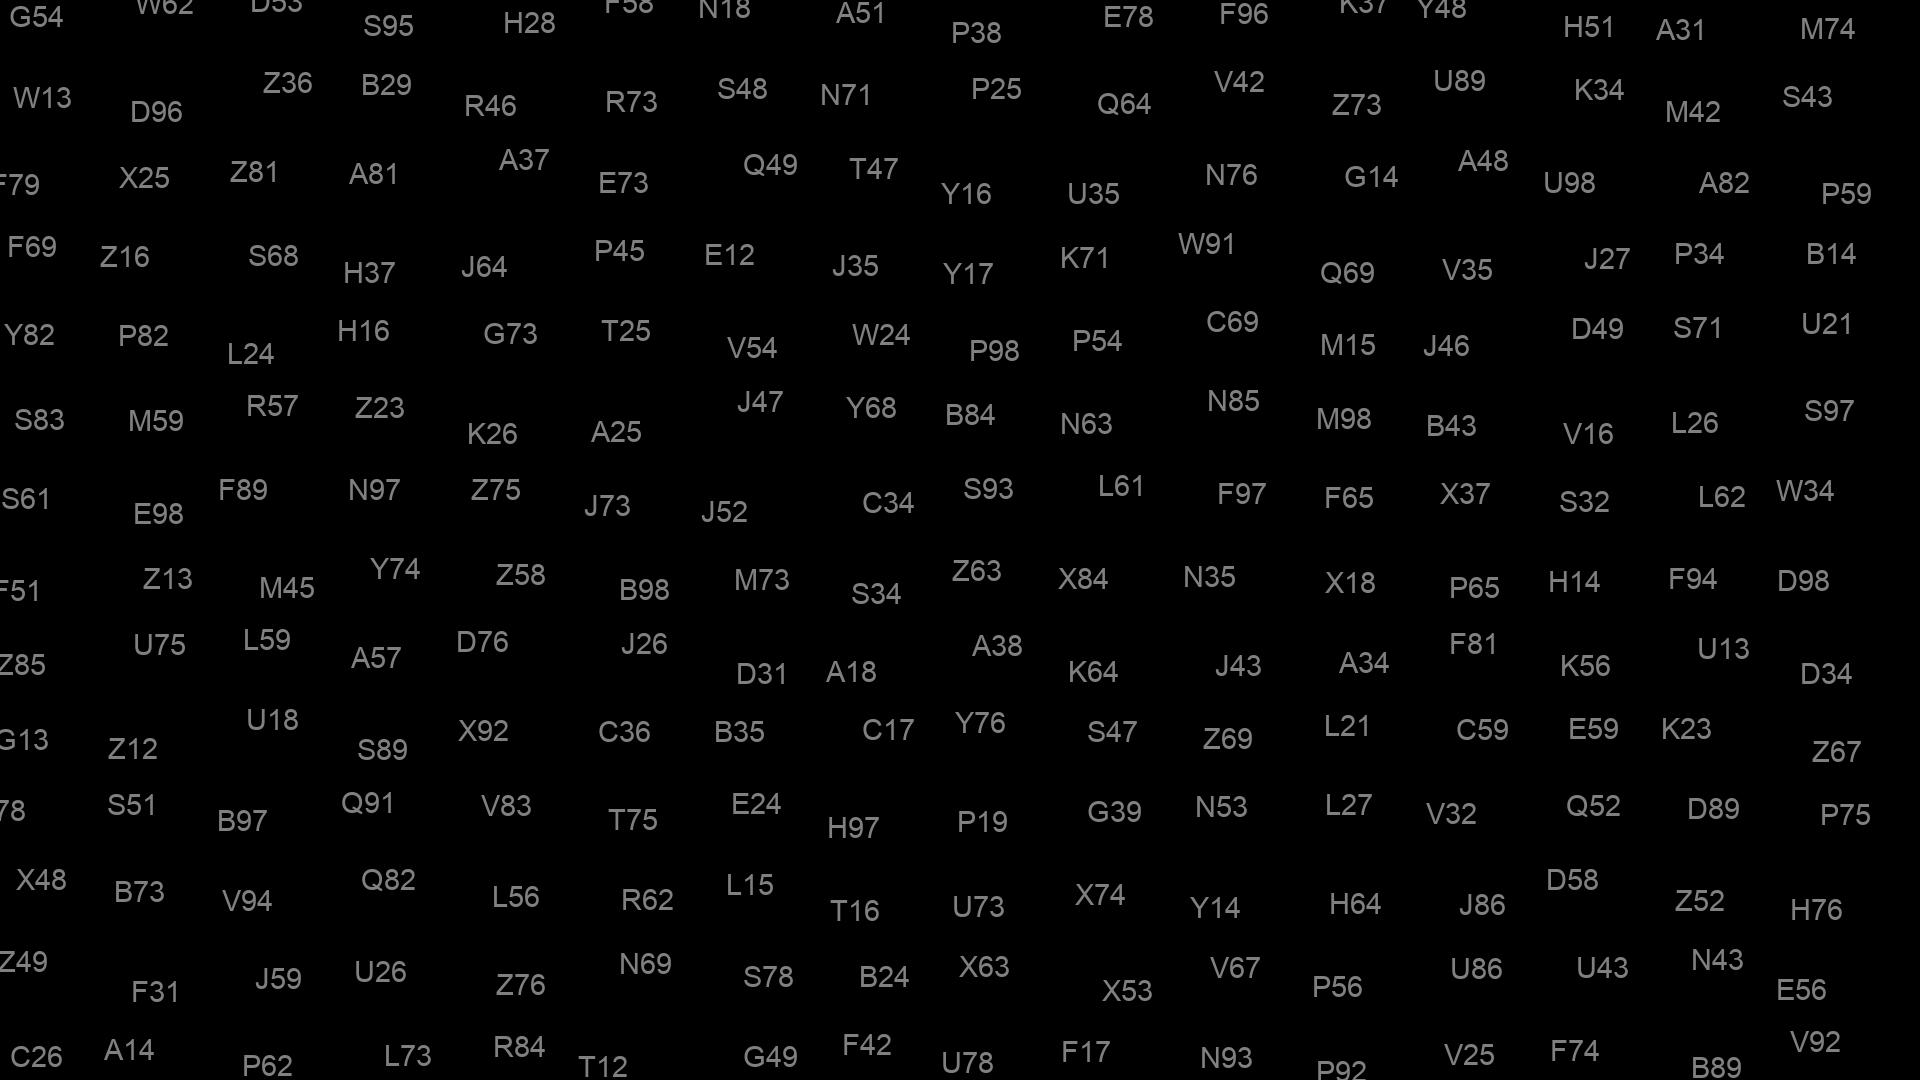 G54 W62 D53 S95 H28 F58 N18 A51 P38 E78 F96 K37 Y48 H51 A31 M74
W13 D96 Z36 B29 R46 R73 S48 N71 P25 Q64 V42 Z73 U89 K34 M42 S43
F79 X25 Z81 A81 A37 E73 Q49 T47 Y16 U35 N76 G14 A48 U98 A82 P59
F69 Z16 S68 H37 J64 P45 E12 J35 Y17 K71 W91 Q69 V35 J27 P34 B14
Y82 P82 L24 H16 G73 T25 V54 W24 P98 P54 C69 M15 J46 D49 S71 U21
S83 M59 R57 Z23 K26 A25 J47 Y68 B84 N63 N85 M98 B43 V16 L26 S97
S61 E98 F89 N97 Z75 J73 J52 C34 S93 L61 F97 F65 X37 S32 L62 W34
F51 Z13 M45 Y74 Z58 B98 M73 S34 Z63 X84 N35 X18 P65 H14 F94 D98
Z85 U75 L59 A57 D76 J26 D31 A18 A38 K64 J43 A34 F81 K56 U13 D34
G13 Z12 U18 S89 X92 C36 B35 C17 Y76 S47 Z69 L21 C59 E59 K23 Z67
78 S51 B97 Q91 V83 T75 E24 H97 P19 G39 N53 L27 V32 Q52 D89 P75
X48 B73 V94 Q82 L56 R62 L15 T16 U73 X74 Y14 H64 J86 D58 Z52 H76
Z49 F31 J59 U26 Z76 N69 S78 B24 X63 X53 V67 P56 U86 U43 N43 E56
C26 A14 P62 L73 R84 T12 G49 F42 U78 F17 N93 P92 V25 F74 B89 V92